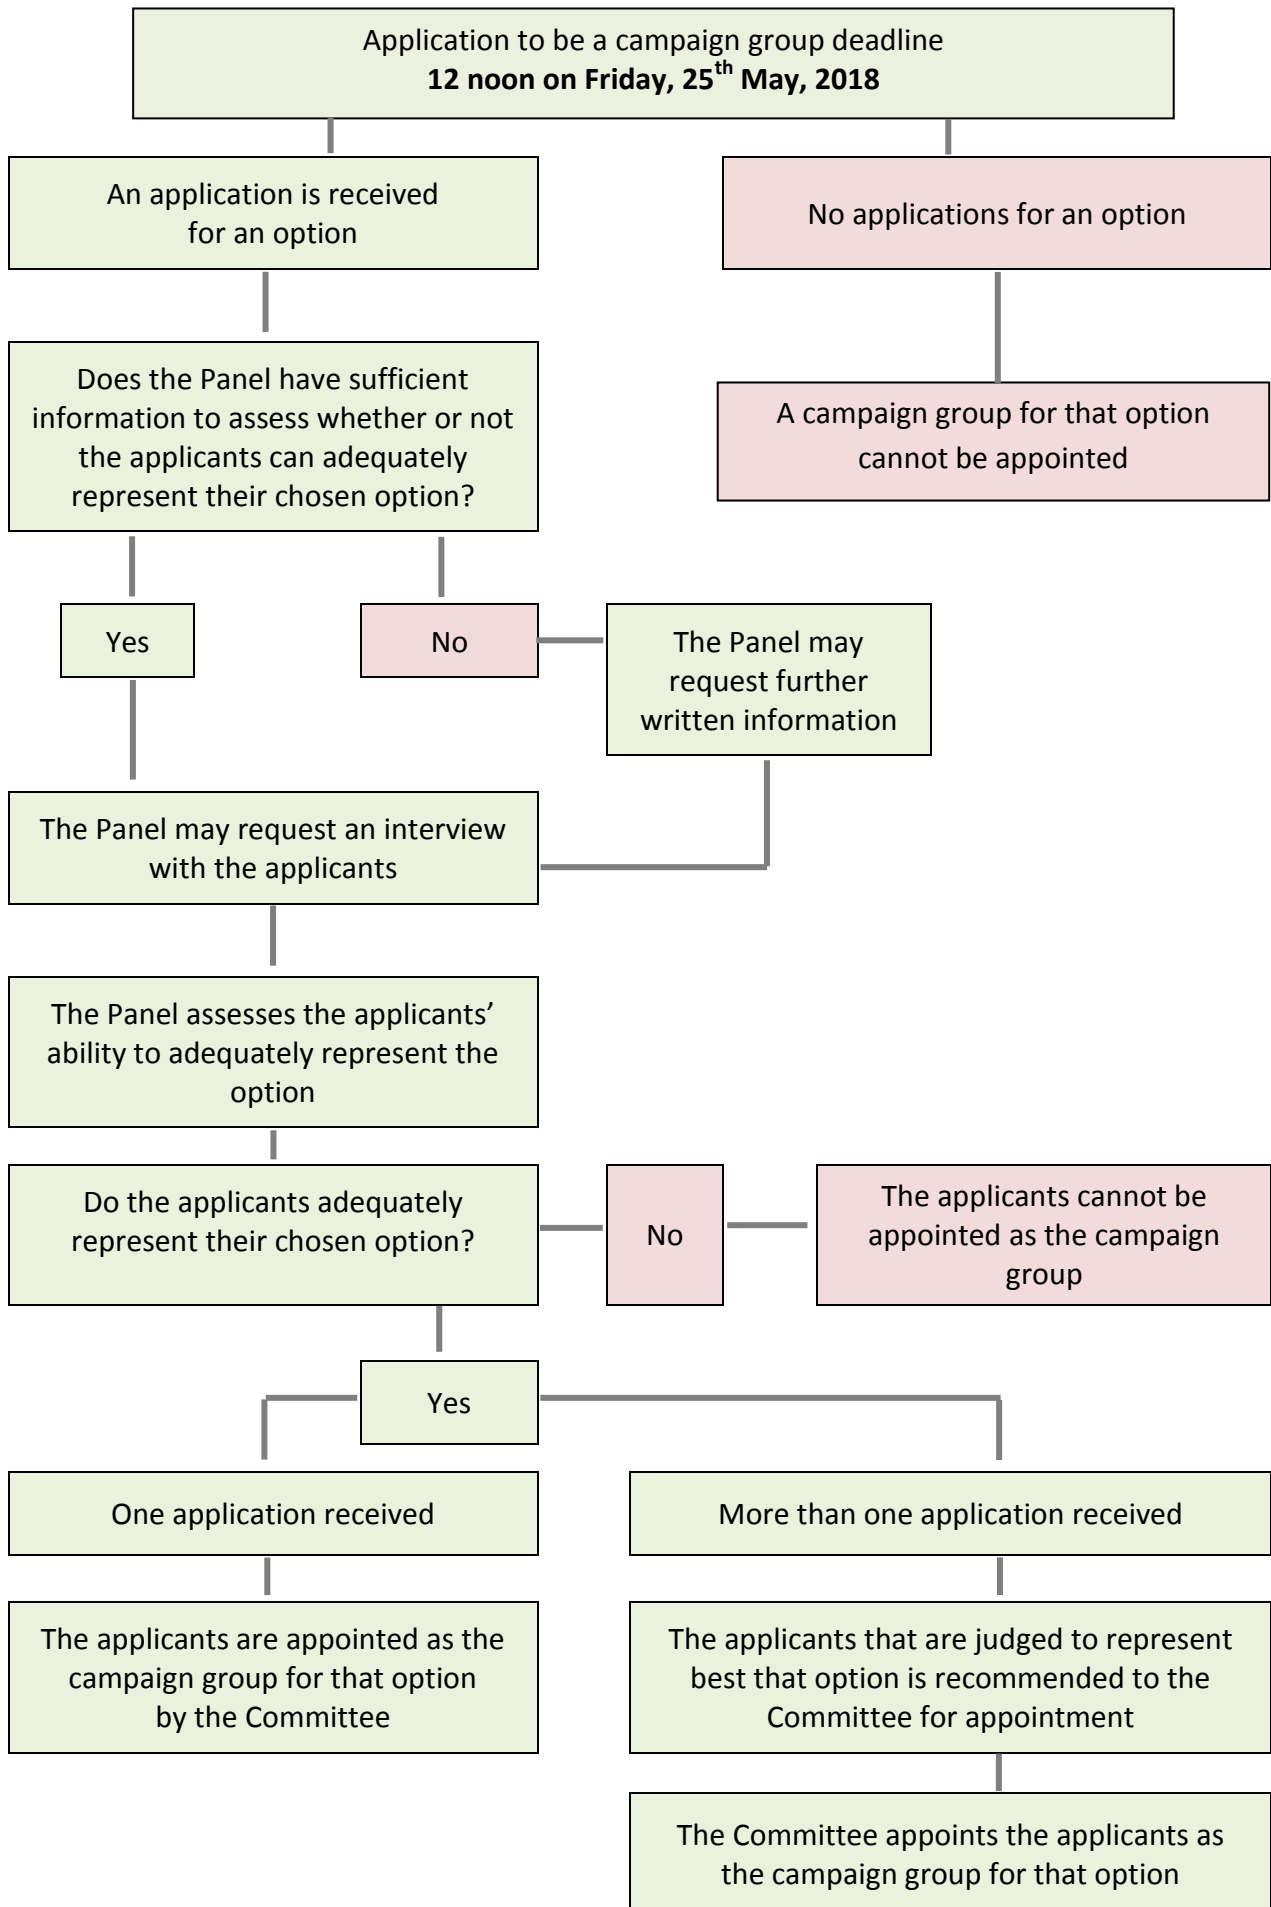 Application to be a campaign group deadline
12 noon on Friday, 25th May, 2018
An application is received
for an option
No applications for an option
Does the Panel have sufficient
information to assess whether or not
the applicants can adequately
represent their chosen option?
A campaign group for that option
cannot be appointed
Yes
No
The Panel may
request further
written information
The Panel may request an interview
with the applicants
The Panel assesses the applicants’
ability to adequately represent the
option
Do the applicants adequately
represent their chosen option?
No
The applicants cannot be
appointed as the campaign
group
Yes
One application received
More than one application received
The applicants are appointed as the
campaign group for that option
by the Committee
The applicants that are judged to represent
best that option is recommended to the
Committee for appointment
The Committee appoints the applicants as
the campaign group for that option